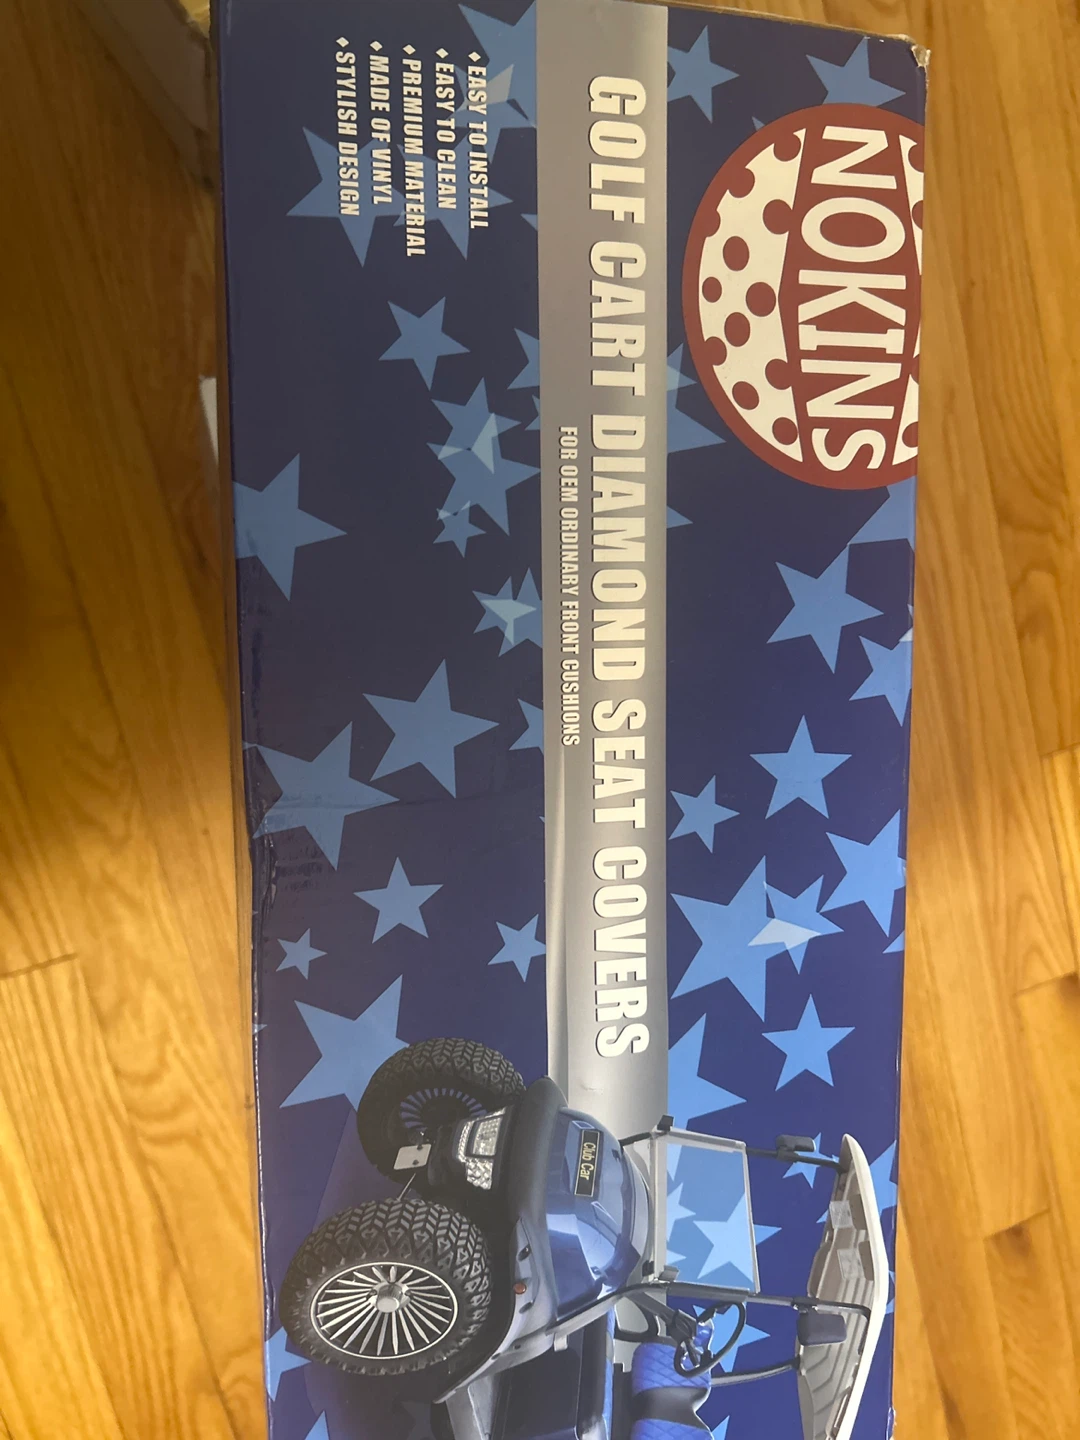 NOKINS
GOLF CART DIAMOND SEAT COVERS
FOR OEM ORDINARY FRONT CUSHIONS
♦ EASY TO INSTALL
♦ EASY TO CLEAN
♦ PREMIUM MATERIAL
♦ MADE OF VINYL
♦ STYLISH DESIGN
Club Car